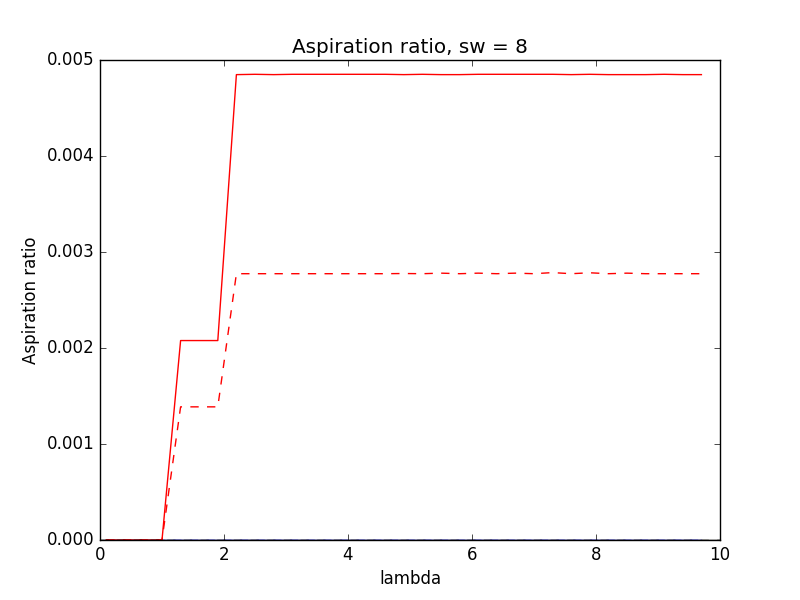 Aspiration ratio, sw = 8
0.005
0.004
0.003
0.002
0.001
0.000
Aspiration ratio
0 2 4 6 8 10
lambda